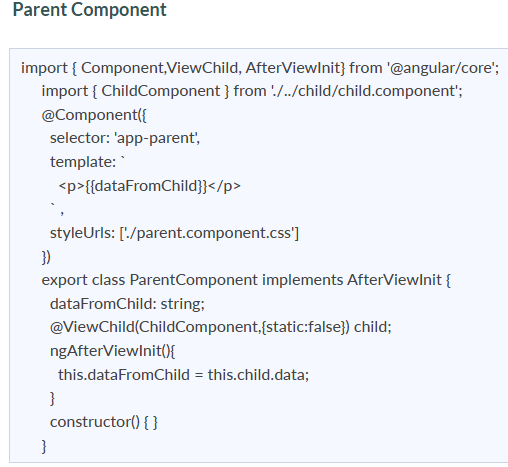 Parent Component
import { Component,ViewChild, AfterViewInit} from '@angular/core';
import { ChildComponent } from './../child/child.component';
@Component({
selector: 'app-parent',
template: `
<p>{{dataFromChild}}</p>
` ,
styleUrls: ['./parent.component.css']
})
export class ParentComponent implements AfterViewInit {
dataFromChild: string;
@ViewChild(ChildComponent,{static:false}) child;
ngAfterViewInit(){
this.dataFromChild = this.child.data;
}
constructor() { }
}